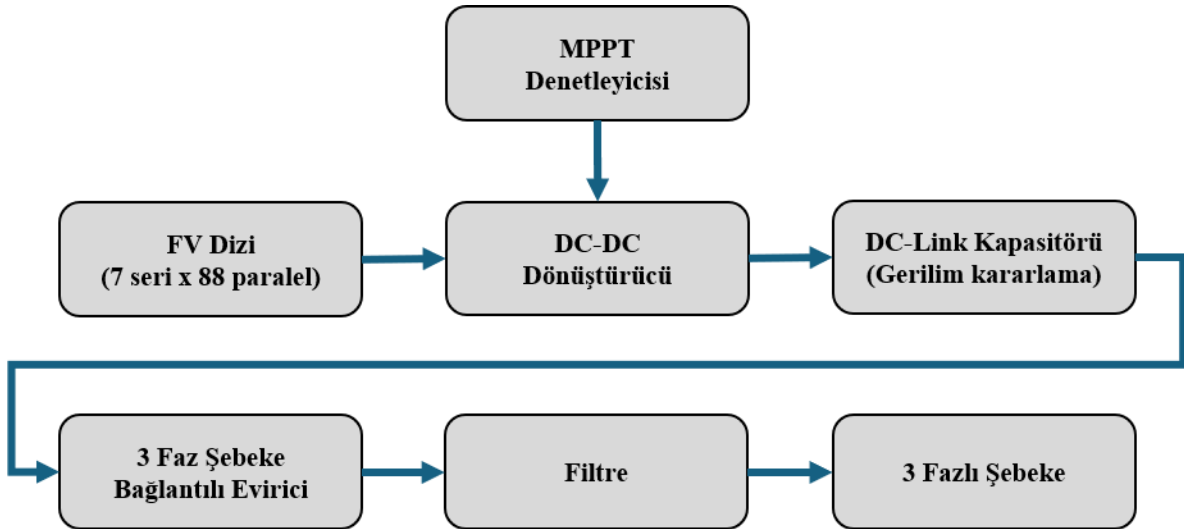 MPPT
Denetleyicisi
FV Dizi
(7 seri x 88 paralel)
DC-DC
Dönüştürücü
DC-Link Kapasitörü
(Gerilim kararlama)
3 Faz Şebeke
Bağlantılı Evirici
Filtre
3 Fazlı Şebeke